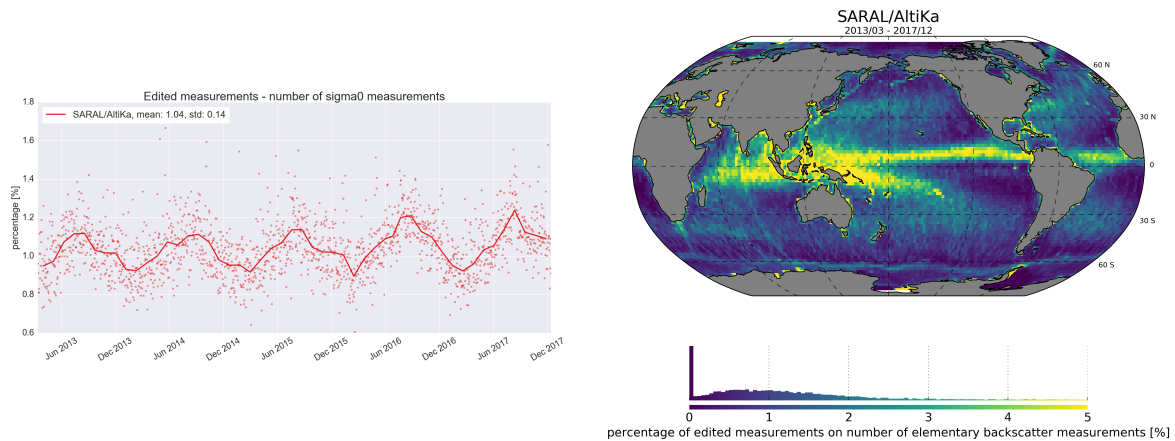 Edited measurements - number of sigma0 measurements
SARAL/AltiKa, mean: 1.04, std: 0.14
percentage [%]
1.8
1.6
1.4
1.2
1.0
0.8
0.6
Jun 2013
Dec 2013
Jun 2014
Dec 2014
Jun 2015
Dec 2015
Jun 2016
Dec 2016
Jun 2017
Dec 2017
SARAL/AltiKa
2013/03 - 2017/12
60 N
30 N
0
30 S
60 S
0 1 2 3 4 5
percentage of edited measurements on number of elementary backscatter measurements [%]